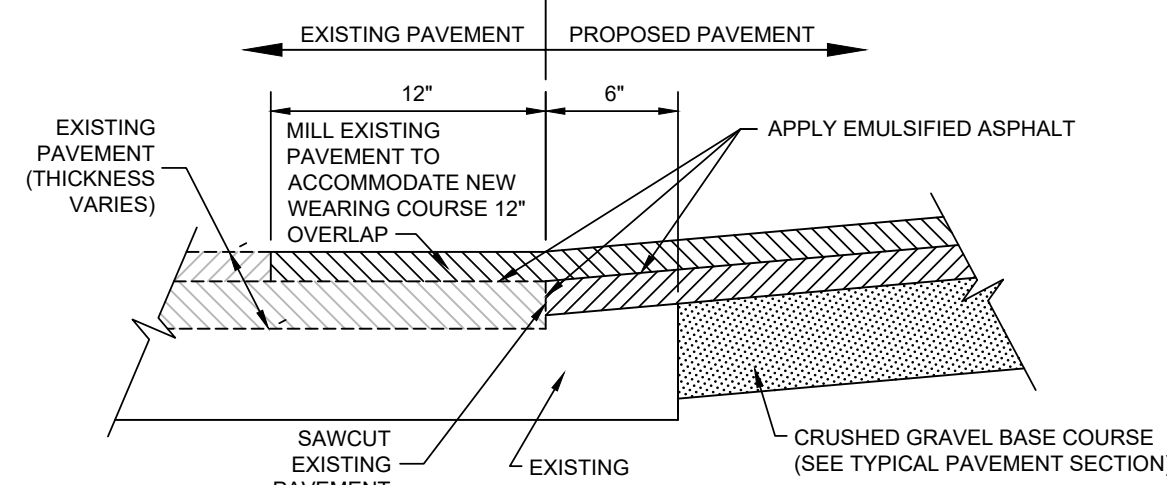 EXISTING PAVEMENT
PROPOSED PAVEMENT
12"
6"
EXISTING
PAVEMENT
(THICKNESS
VARIES)
MILL EXISTING
PAVEMENT TO
ACCOMMODATE NEW
WEARING COURSE 12"
OVERLAP
APPLY EMULSIFIED ASPHALT
SAWCUT
EXISTING
PAVEMENT
EXISTING
CRUSHED GRAVEL BASE COURSE
(SEE TYPICAL PAVEMENT SECTION)